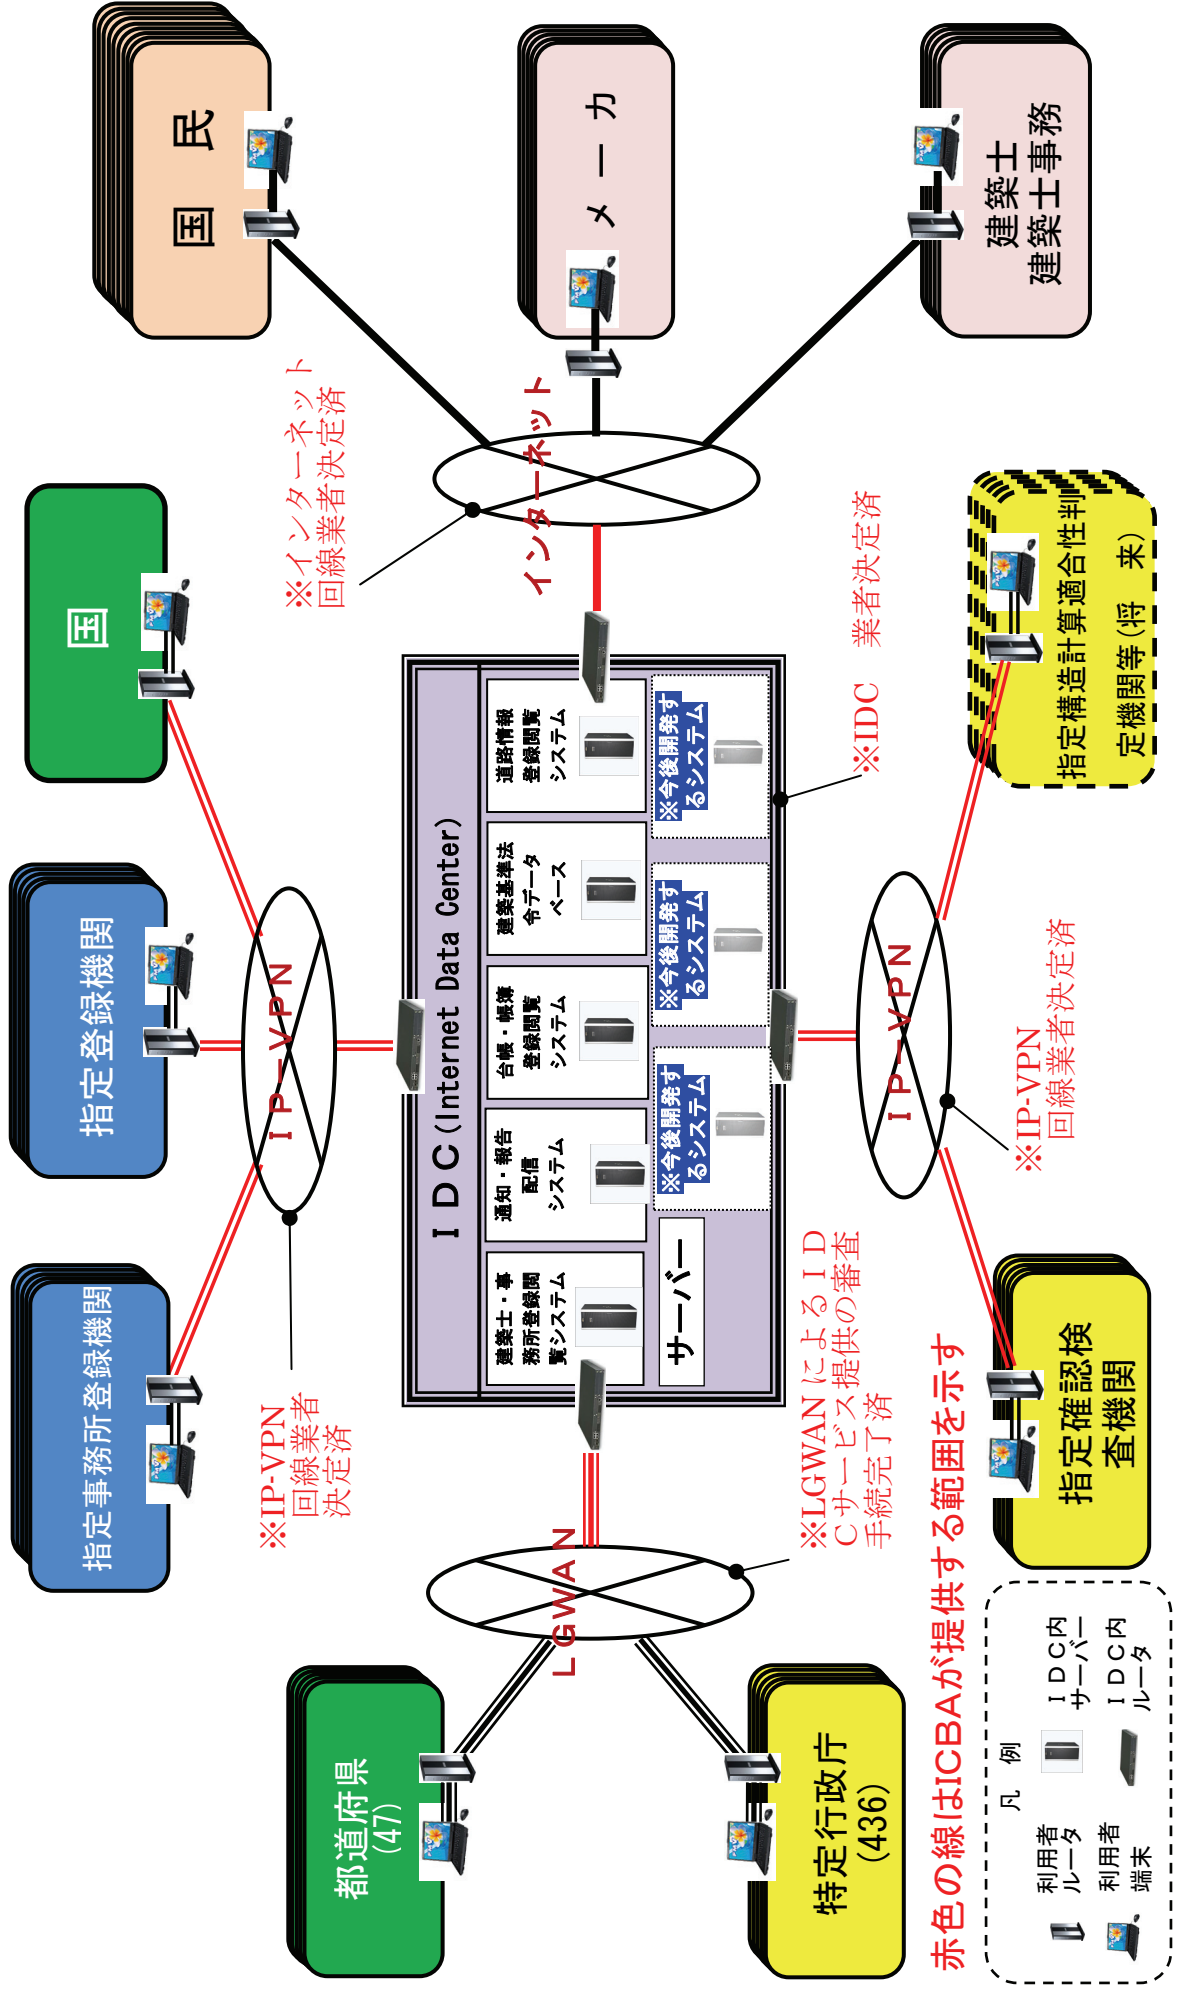 都道府県
(47)
特定行政庁
(436)
指定事務所登録機関
指定登録機関
国
国　民
メーカ
建築士
建築士事務
指定構造計算適合性判
定機関等(将　来)
指定確認検
査機関
ＬＧＷＡＮ
ＩＰ－ＶＰＮ
ＩＰ－ＶＰＮ
インターネット
※IP-VPN
回線業者
決定済
※インターネット
回線業者決定済
※IDC　業者決定済
※IP-VPN
回線業者決定済
※LGWANによるＩＤ
Ｃサービス提供の審査
手続完了済
ＩＤＣ(Internet Data Center)
建築士・事
務所登録閲
覧システム
通知・報告
配信
システム
台帳・帳簿
登録閲覧
システム
建築基準法
令データ
ベース
道路情報
登録閲覧
システム
サーバー
※今後開発す
るシステム
※今後開発す
るシステム
※今後開発す
るシステム
赤色の線はICBAが提供する範囲を示す
凡　例
利用者
ルータ
ＩＤＣ内
サーバー
利用者
端末
ＩＤＣ内
ルータ